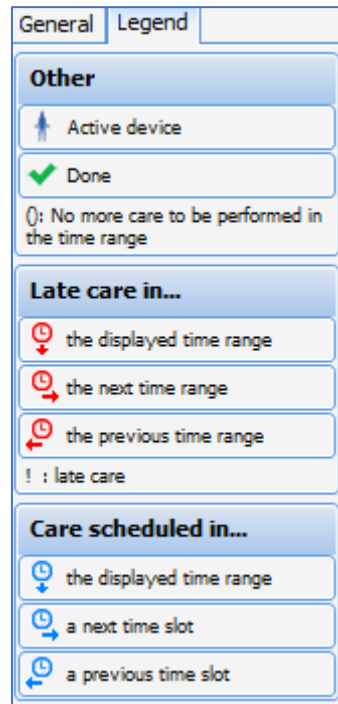 General Legend
Other
Active device
Done
(): No more care to be performed in
the time range
Late care in...
the displayed time range
the next time range
the previous time range
! : late care
Care scheduled in...
the displayed time range
a next time slot
a previous time slot